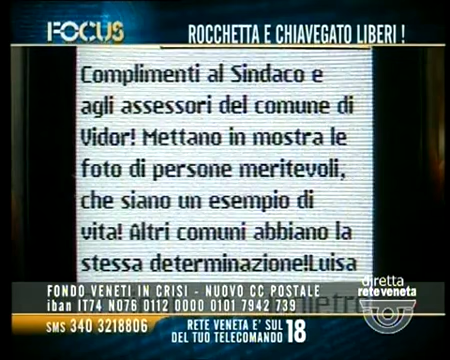 FOCUS
ROCCHETTA E CHIAVEGATO LIBERI !
Complimenti al Sindaco e
agli assessori del comune di
Vidor! Mettano in mostra le
foto di persone meritevoli,
che siano un esempio di
vita! Altri comuni abbiano la
stessa determinazione!Luisa
diretta
reteveneta
FONDO VENETI IN CRISI - NUOVO CC POSTALE
iban IT74 N076 0112 0000 0101 7942 739
SMS 340 3218806
RETE VENETA E' SUL
DEL TUO TELECOMANDO 18